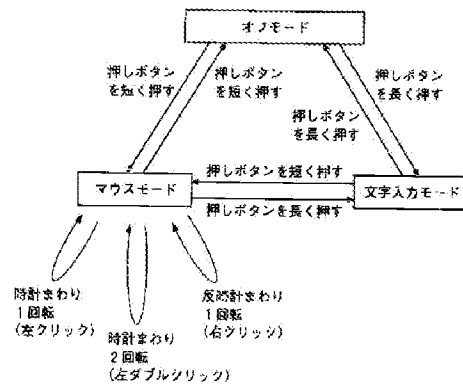 オフモード
押しボタン
を短く押す
押しボタン
を短く押す
押しボタン
を長く押す
押しボタン
を長く押す
押しボタンを短く押す
マウスモード
文字入力モード
押しボタンを長く押す
時計まわり
1回転
(左クリック)
時計まわり
2回転
(左ダブルクリック)
反時計まわり
1回転
(右クリック)